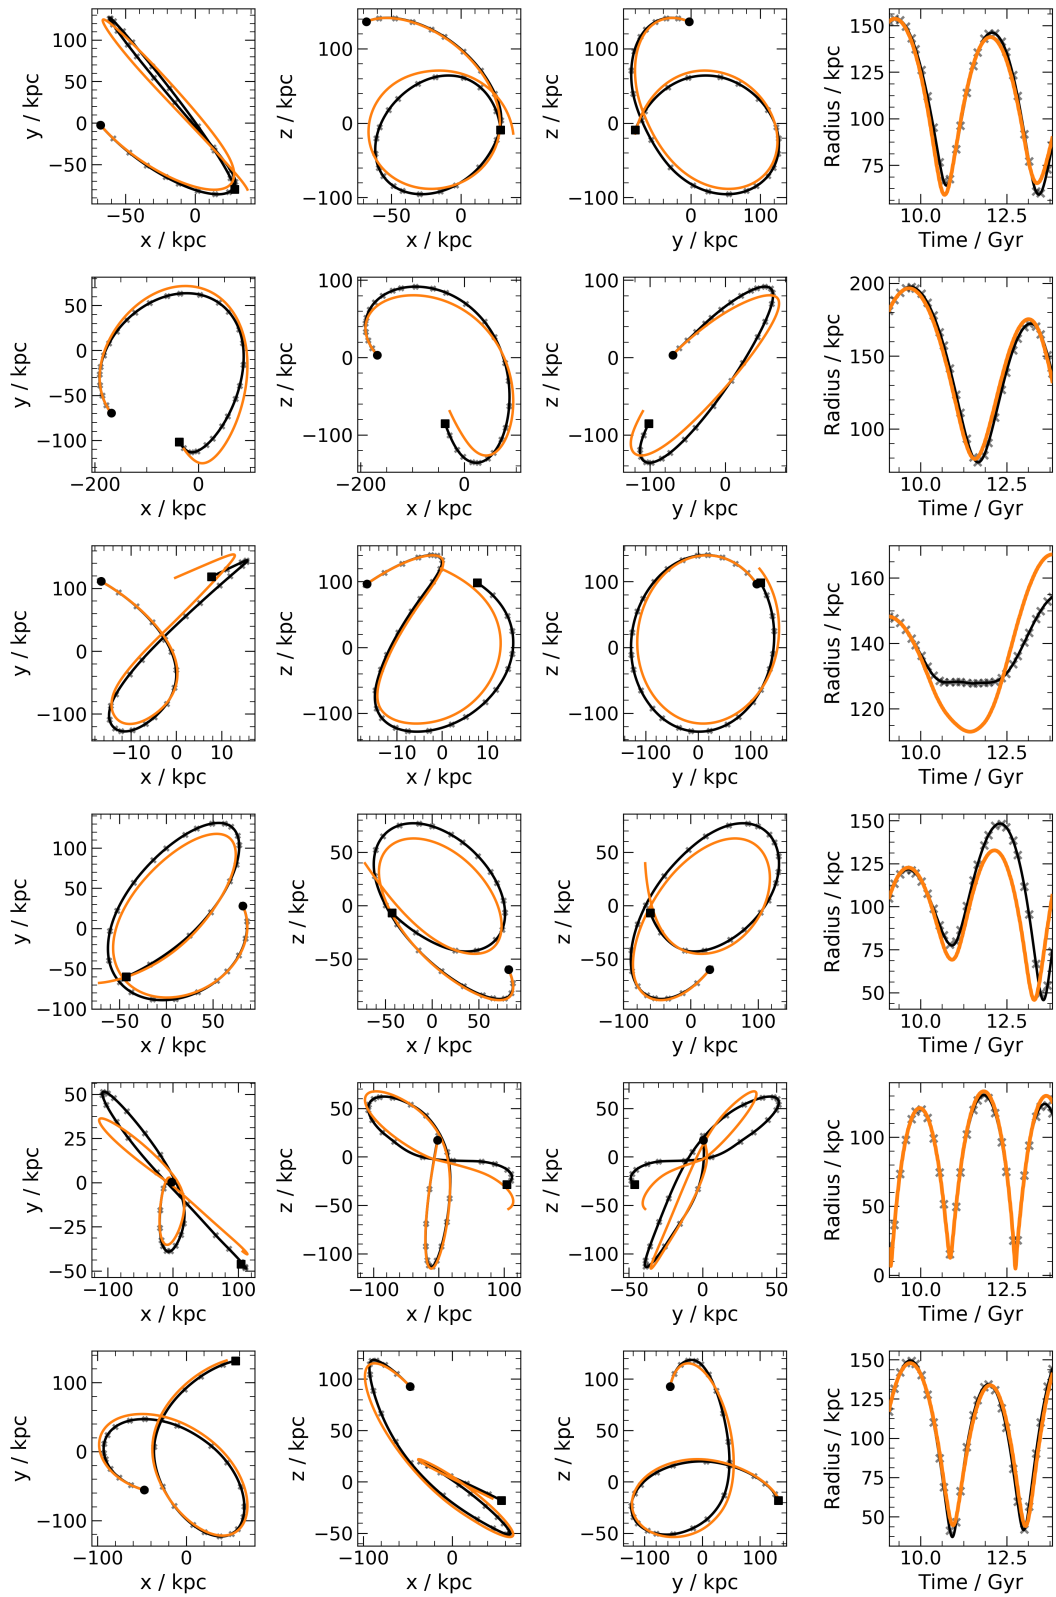 y / kpc
100
50
0
−50
−50 0
x / kpc
z / kpc
100
0
−100
−50 0
x / kpc
z / kpc
100
0
−100
0 100
y / kpc
Radius / kpc
150
125
100
75
10.0 12.5
Time / Gyr
y / kpc
50
0
−50
−100
−200 0
x / kpc
z / kpc
100
0
−100
−200 0
x / kpc
z / kpc
100
0
−100
−100 0
y / kpc
Radius / kpc
200
150
100
10.0 12.5
Time / Gyr
y / kpc
100
0
−100
−10 0 10
x / kpc
z / kpc
100
50
0
−50
−100
−10 0 10
x / kpc
z / kpc
100
0
−100
−100 0 100
y / kpc
Radius / kpc
160
140
120
10.0 12.5
Time / Gyr
y / kpc
100
50
0
−50
−100
−50 0 50
x / kpc
z / kpc
50
0
−50
−50 0 50
x / kpc
z / kpc
50
0
−50
−100 0 100
y / kpc
Radius / kpc
150
125
100
75
50
10.0 12.5
Time / Gyr
y / kpc
50
25
0
−25
−50
−100 0 100
x / kpc
z / kpc
50
0
−50
−100
−100 0 100
x / kpc
z / kpc
50
0
−50
−100
−50 0 50
y / kpc
Radius / kpc
100
50
0
10.0 12.5
Time / Gyr
y / kpc
100
0
−100
−100 0
x / kpc
z / kpc
100
50
0
−50
0
x / kpc
z / kpc
100
50
0
−50
−100 0 100
y / kpc
Radius / kpc
150
125
100
75
50
10.0 12.5
Time / Gyr